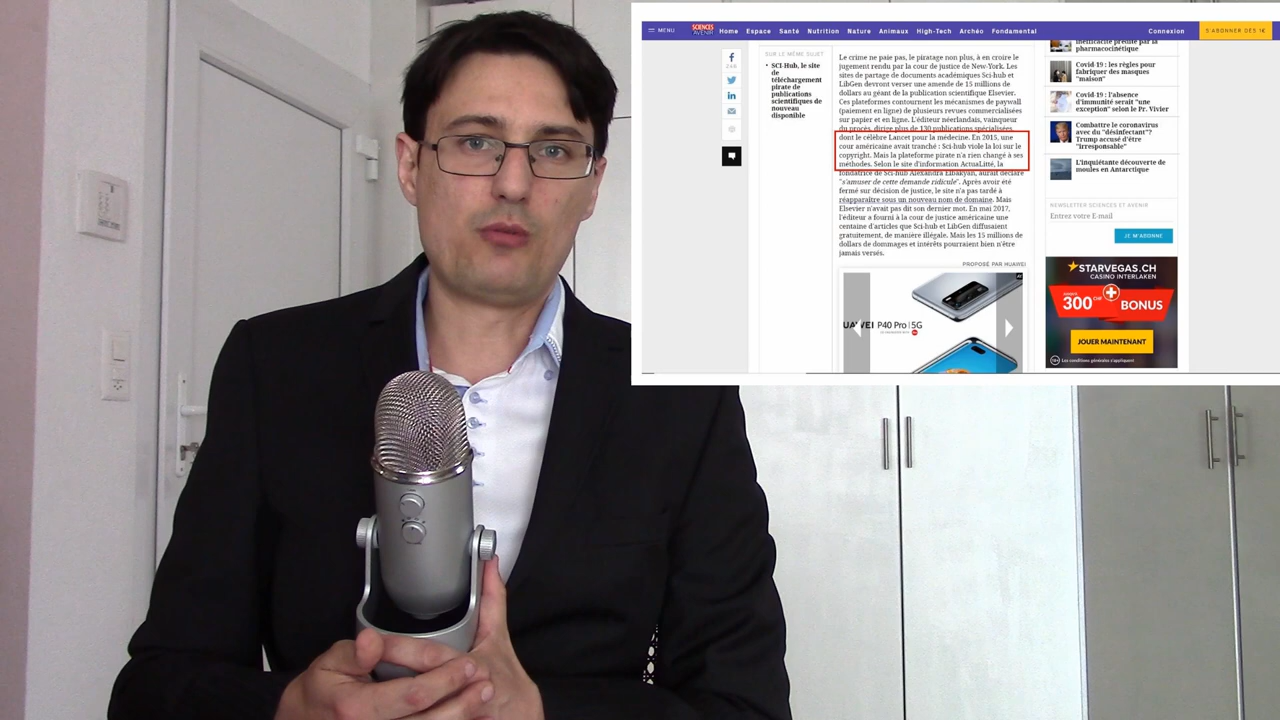 MENU
SCIENCES
AVENIR
Home Espace Santé Nutrition Nature Animaux High-Tech Archéo Fondamental
Connexion
S'ABONNER DÈS 1€
246
SUR LE MÊME SUJET
SCI-Hub, le site
de
téléchargement
pirate de
publications
scientifiques de
nouveau
disponible
Le crime ne paie pas, le piratage non plus, à en croire le
jugement rendu par la cour de justice de New-York. Les
sites de partage de documents académiques Sci-hub et
LibGen devront verser une amende de 15 millions de
dollars au géant de la publication scientifique Elsevier.
Ces plateformes contournent les mécanismes de paywall
(paiement en ligne) de plusieurs revues commercialisées
sur papier et en ligne. L'éditeur néerlandais, vainqueur
du procès, dirige plus de 130 publications spécialisées,
dont le célèbre Lancet pour la médecine. En 2015, une
cour américaine avait tranché : Sci-hub viole la loi sur le
copyright. Mais la plateforme pirate n'a rien changé à ses
méthodes. Selon le site d'information ActuaLitté, la
fondatrice de Sci-hub Alexandra Elbakyan, aurait déclaré
"s'amuser de cette demande ridicule". Après avoir été
fermé sur décision de justice, le site n'a pas tardé à
réapparaître sous un nouveau nom de domaine. Mais
Elsevier n'avait pas dit son dernier mot. En mai 2017,
l'éditeur a fourni à la cour de justice américaine une
centaine d'articles que Sci-hub et LibGen diffusaient
gratuitement, de manière illégale. Mais les 15 millions de
dollars de dommages et intérêts pourraient bien n'être
jamais versés.
PROPOSÉ PAR HUAWEI
UAWEI P40 Pro | 5G
inefficacité prédite par la
pharmacocinétique
Covid-19 : les règles pour
fabriquer des masques
"maison"
Covid-19 : l'absence
d'immunité serait "une
exception" selon le Pr. Vivier
Combattre le coronavirus
avec du "désinfectant"?
Trump accusé d'être
"irresponsable"
L'inquiétante découverte de
moules en Antarctique
NEWSLETTER SCIENCES ET AVENIR
Entrez votre E-mail
JE M'ABONNE
STARVEGAS.CH
CASINO INTERLAKEN
JUSQU'À
300 CHF + BONUS
JOUER MAINTENANT
18+ Les conditions générales s'appliquent